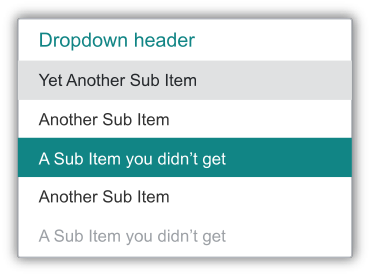 Dropdown header
Yet Another Sub Item
Another Sub Item
A Sub Item you didn’t get
Another Sub Item
A Sub Item you didn’t get